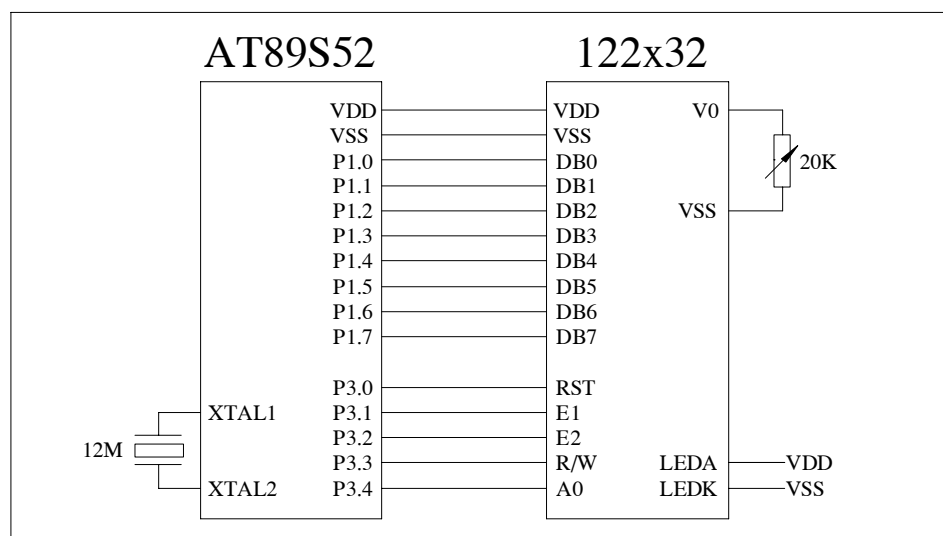 AT89S52 122x32
VDD VDD V0
VSS VSS
P1.0 DB0
20K
P1.1 DB1
P1.2 DB2 VSS
P1.3 DB3
P1.4 DB4
P1.5 DB5
P1.6 DB6
P1.7 DB7
P3.0 RST
XTAL1 P3.1 E1
12M P3.2 E2
P3.3 R/W LEDA VDD
XTAL2 P3.4 A0 LEDK VSS